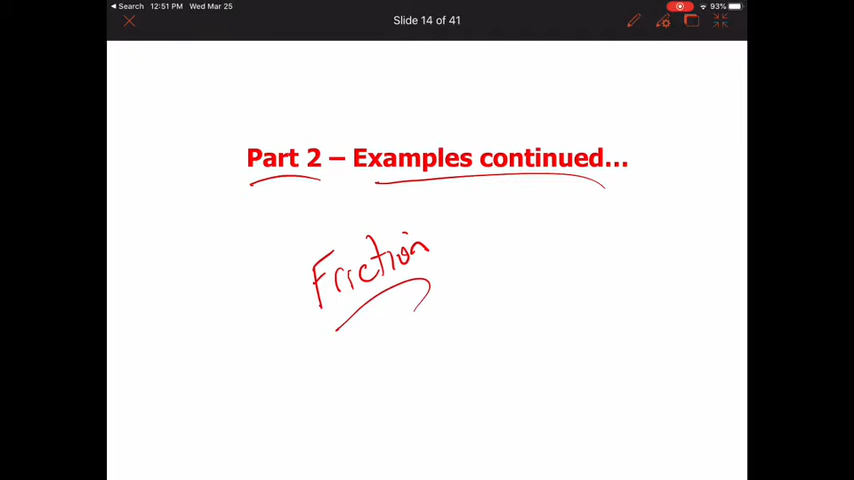 Search 12:51 PM Wed Mar 25 93%
Slide 14 of 41
Part 2 – Examples continued...
Friction